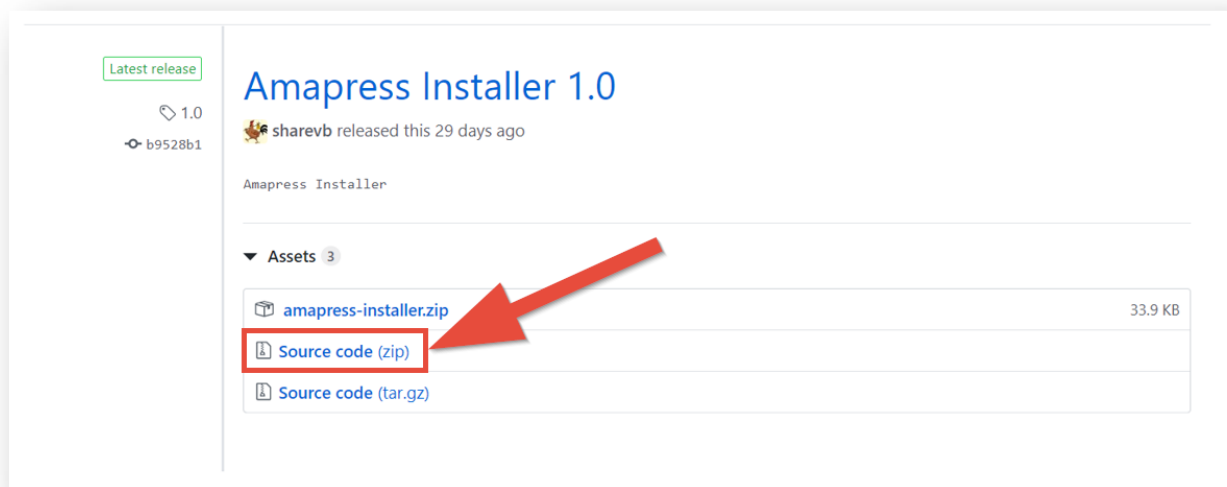 Latest release
1.0
b9528b1
Amapress Installer 1.0
sharevb released this 29 days ago
Amapress Installer
Assets 3
amapress-installer.zip 33.9 KB
Source code (zip)
Source code (tar.gz)